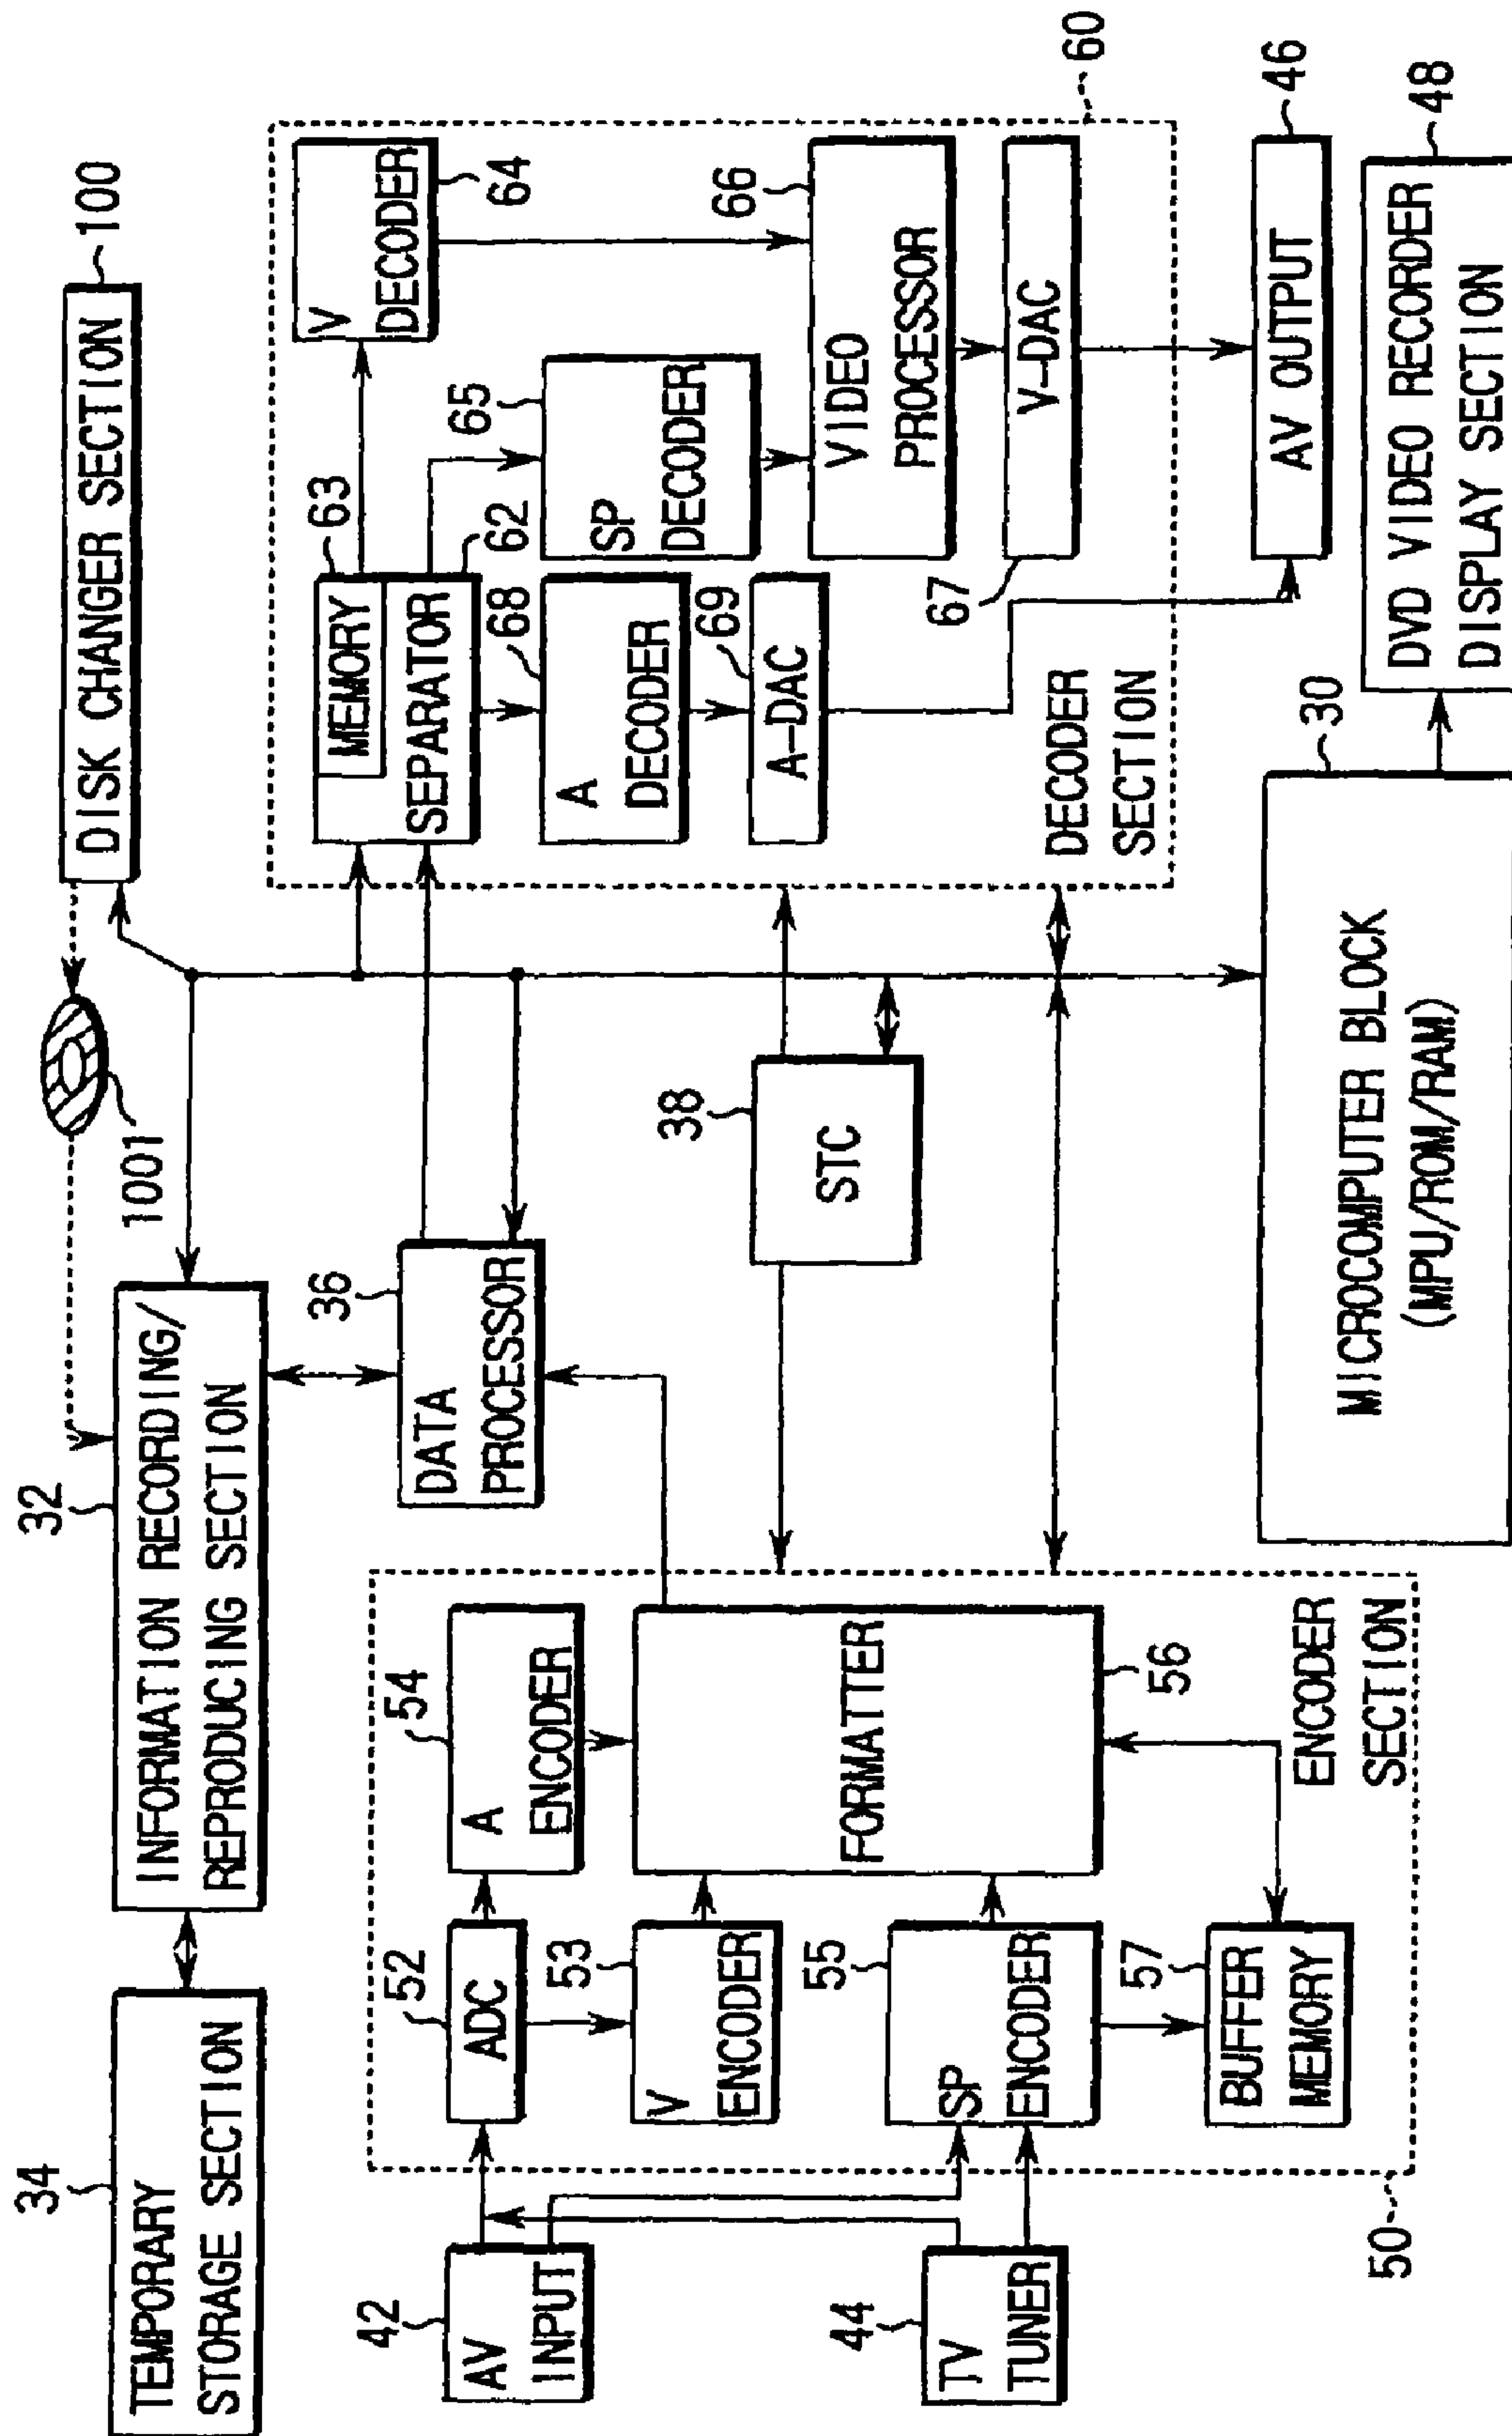 34
TEMPORARY
STORAGE SECTION
32
INFORMATION RECORDING/
REPRODUCING SECTION
1001
DISK CHANGER SECTION
100
36
DATA
PROCESSOR
42
AV
INPUT
44
TV
TUNER
50
52
ADC
53
V
ENCODER
54
A
ENCODER
55
SP
ENCODER
57
BUFFER
MEMORY
FORMATTER
56
ENCODER
SECTION
38
STC
63
MEMORY
SEPARATOR
62
V
DECODER
64
65
SP
DECODER
68
A
DECODER
69
A-DAC
66
VIDEO
PROCESSOR
V-DAC
67
DECODER
SECTION
60
AV OUTPUT
46
30
MICROCOMPUTER BLOCK
(MPU/ROM/RAM)
DVD VIDEO RECORDER
DISPLAY SECTION
48